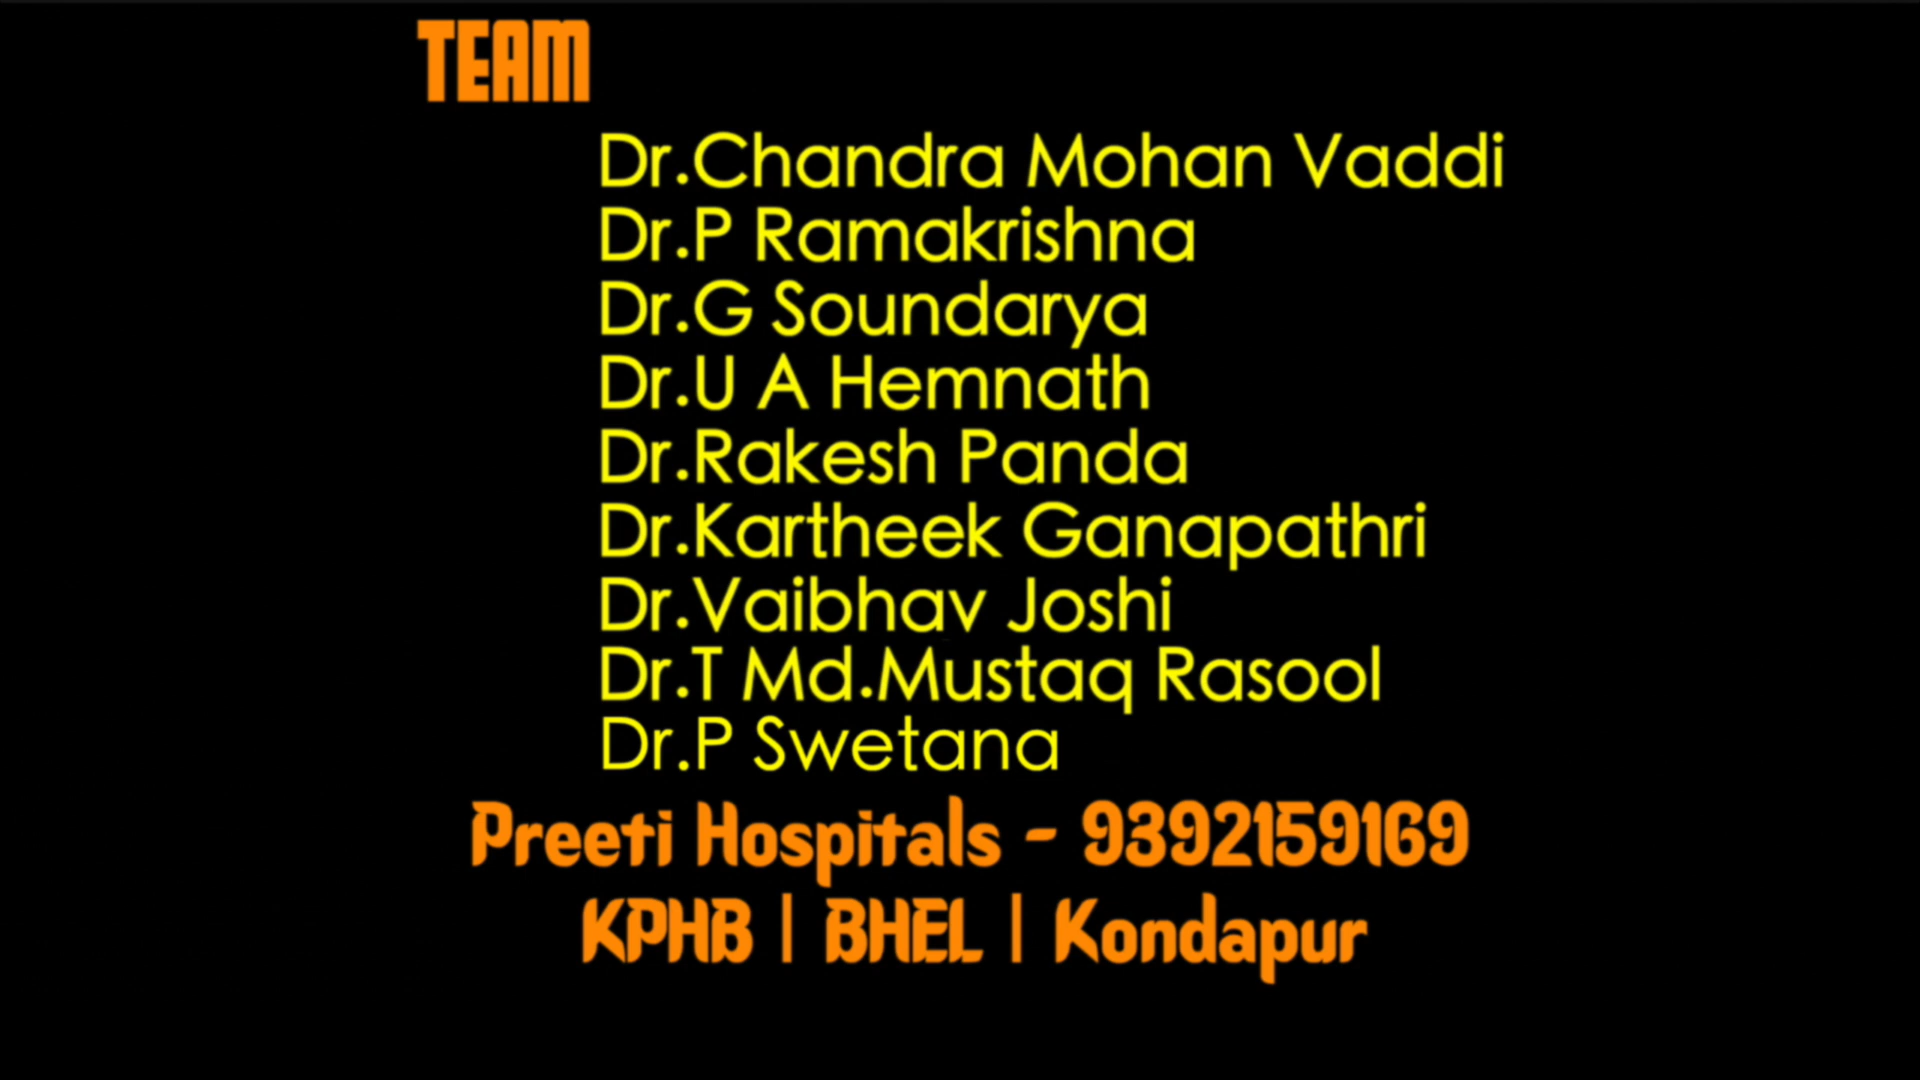 TEAM
Dr.Chandra Mohan Vaddi
Dr.P Ramakrishna
Dr.G Soundarya
Dr.U A Hemnath
Dr.Rakesh Panda
Dr.Kartheek Ganapathri
Dr.Vaibhav Joshi
Dr.T Md.Mustaq Rasool
Dr.P Swetana
Preeti Hospitals - 9392159169
KPHB | BHEL | Kondapur